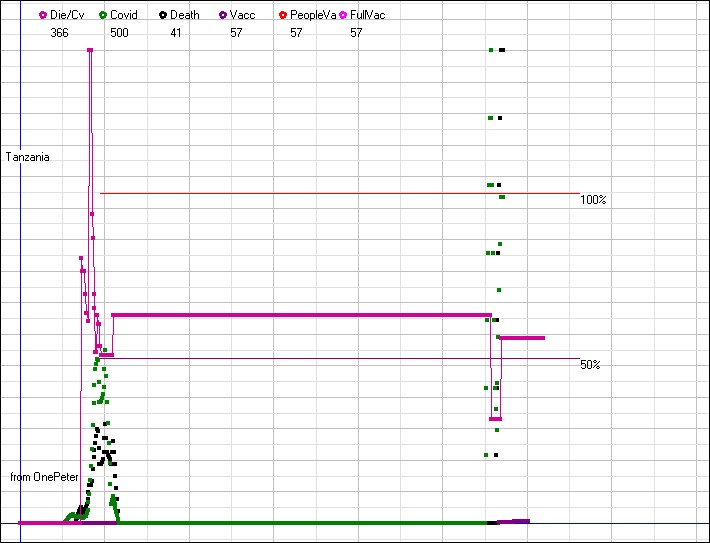 Die/Cv Covid Death Vacc PeopleVa FullVac
366 500 41 57 57 57
Tanzania
100%
50%
from OnePeter